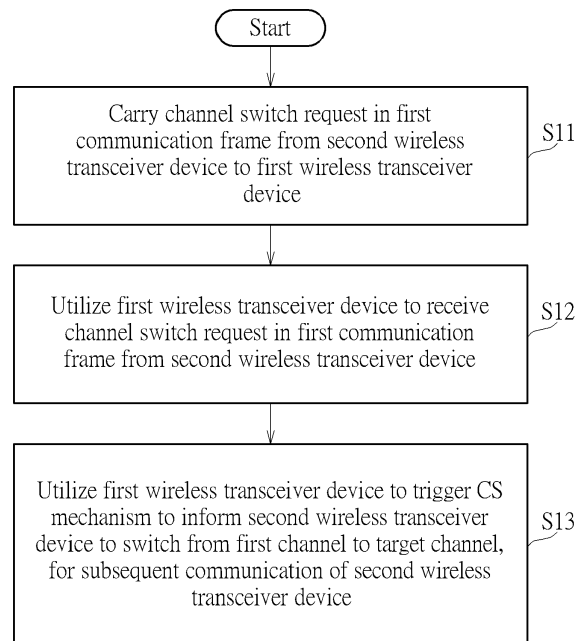 Start
Carry channel switch request in first
communication frame from second wireless
transceiver device to first wireless transceiver
device
S11
Utilize first wireless transceiver device to receive
channel switch request in first communication
frame from second wireless transceiver device
S12
Utilize first wireless transceiver device to trigger CS
mechanism to inform second wireless transceiver
device to switch from first channel to target channel,
for subsequent communication of second wireless
transceiver device
S13